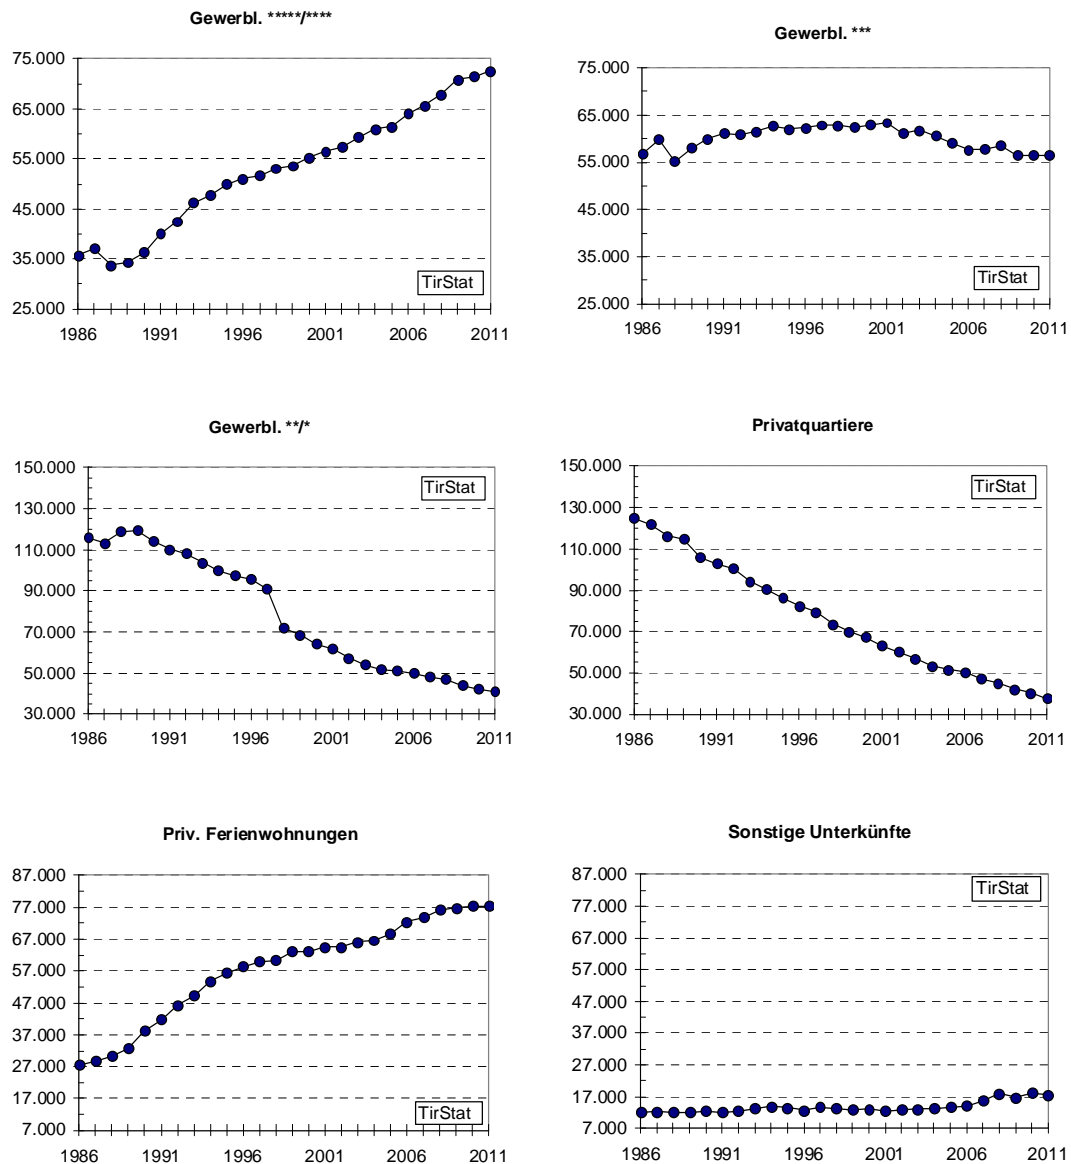 Gewerbl. *****/****
75.000
65.000
55.000
45.000
35.000
25.000
TirStat
1986 1991 1996 2001 2006 2011
Gewerbl. ***
75.000
65.000
55.000
45.000
35.000
25.000
TirStat
1986 1991 1996 2001 2006 2011
Gewerbl. **/*
150.000
130.000
110.000
90.000
70.000
50.000
30.000
TirStat
1986 1991 1996 2001 2006 2011
Privatquartiere
150.000
130.000
110.000
90.000
70.000
50.000
30.000
TirStat
1986 1991 1996 2001 2006 2011
Priv. Ferienwohnungen
87.000
77.000
67.000
57.000
47.000
37.000
27.000
17.000
7.000
TirStat
1986 1991 1996 2001 2006 2011
Sonstige Unterkünfte
87.000
77.000
67.000
57.000
47.000
37.000
27.000
17.000
7.000
TirStat
1986 1991 1996 2001 2006 2011